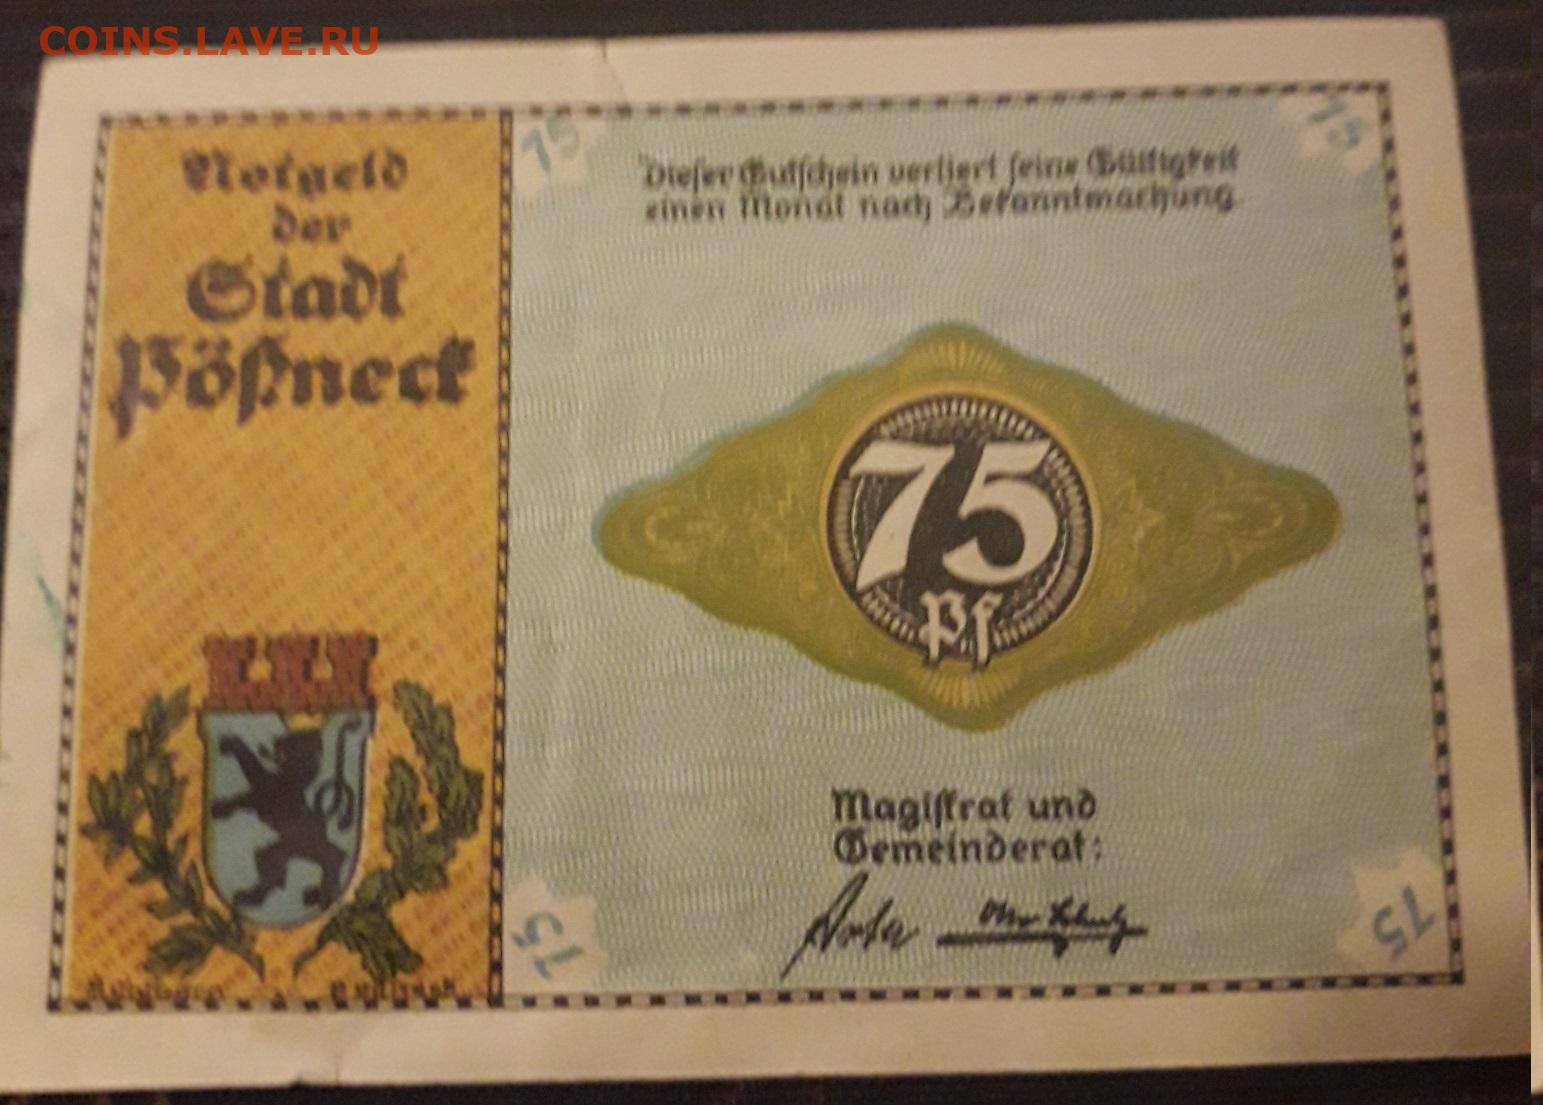 COINS.LAVE.RU
Notgeld
der
Stadt
Pößneck
75
75
Dieser Gutschein verliert seine Gültigkeit
einen Monat nach Bekanntmachung.
75
Pf
Magistrat und
Gemeinderat:
75
75